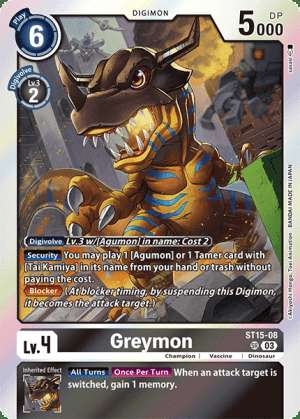 Play
6
DIGIMON
5000
DP
Digivolve
Lv.3
2
Digivolve Lv.3 w/[Agumon] in name: Cost 2
Security You may play 1 [Agumon] or 1 Tamer card with
[Tai Kamiya] in its name from your hand or trash without
paying the cost.
Blocker (At blocker timing, by suspending this Digimon,
it becomes the attack target.)
©Akiyoshi Hongo, Toei Animation · BANDAI MADE IN JAPAN
Lv.4
Greymon
ST15-08
03
Champion
Vaccine
Dinosaur
Inherited Effect
All Turns Once Per Turn When an attack target is
switched, gain 1 memory.